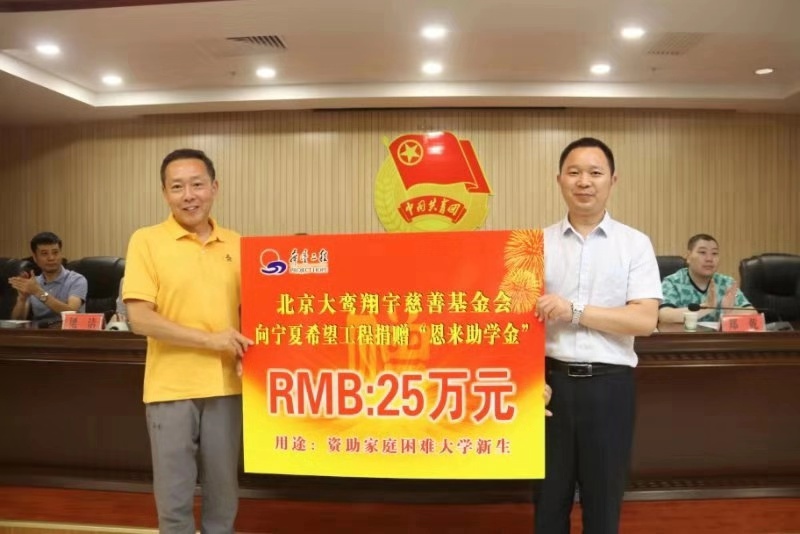 中国共青团
希望工程
PROJECT HOPE
北京大鸾翔宇慈善基金会
向宁夏希望工程捐赠“恩来助学金”
RMB:25万元
用途：资助家庭困难大学新生